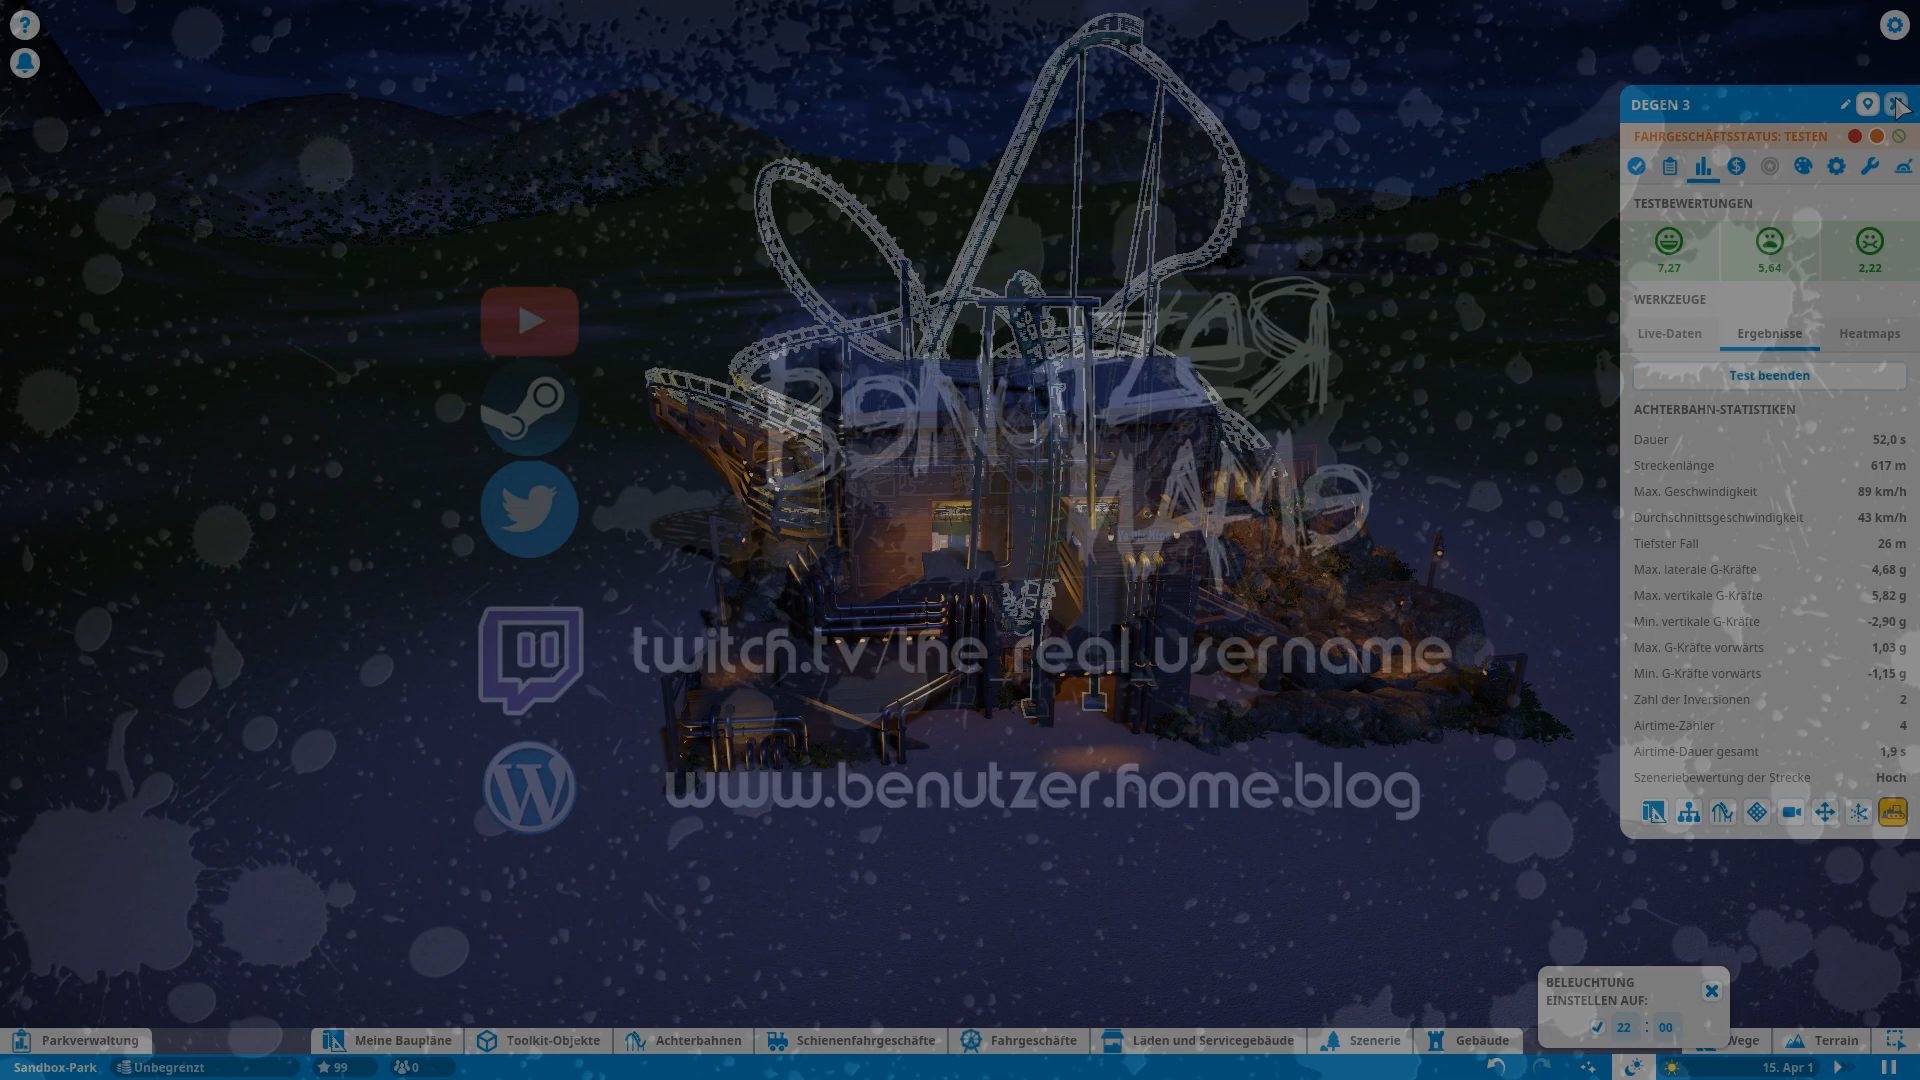 DEGEN 3
FAHRGESCHÄFTSSTATUS: TESTEN
TESTBEWERTUNGEN
7,27 5,64 2,22
WERKZEUGE
Live-Daten Ergebnisse Heatmaps
Test beenden
ACHTERBAHN-STATISTIKEN
Dauer 52,0 s
Streckenlänge 617 m
Max. Geschwindigkeit 89 km/h
Durchschnittsgeschwindigkeit 43 km/h
Tiefster Fall 26 m
Max. laterale G-Kräfte 4,68 g
Max. vertikale G-Kräfte 5,82 g
Min. vertikale G-Kräfte -2,90 g
Max. G-Kräfte vorwärts 1,03 g
Min. G-Kräfte vorwärts -1,15 g
Zahl der Inversionen 2
Airtime-Zähler 4
Airtime-Dauer gesamt 1,9 s
Szeneriebewertung der Strecke Hoch
BENUTZER
NAME
twitch.tv/the_real_username
www.benutzer.home.blog
BELEUCHTUNG
EINSTELLEN AUF:
22 : 00
Parkverwaltung Meine Baupläne Toolkit-Objekte Achterbahnen Schienenfahrgeschäfte Fahrgeschäfte Läden und Servicegebäude Szenerie Gebäude Wege Terrain
Sandbox-Park Unbegrenzt 99 0 15. Apr 1